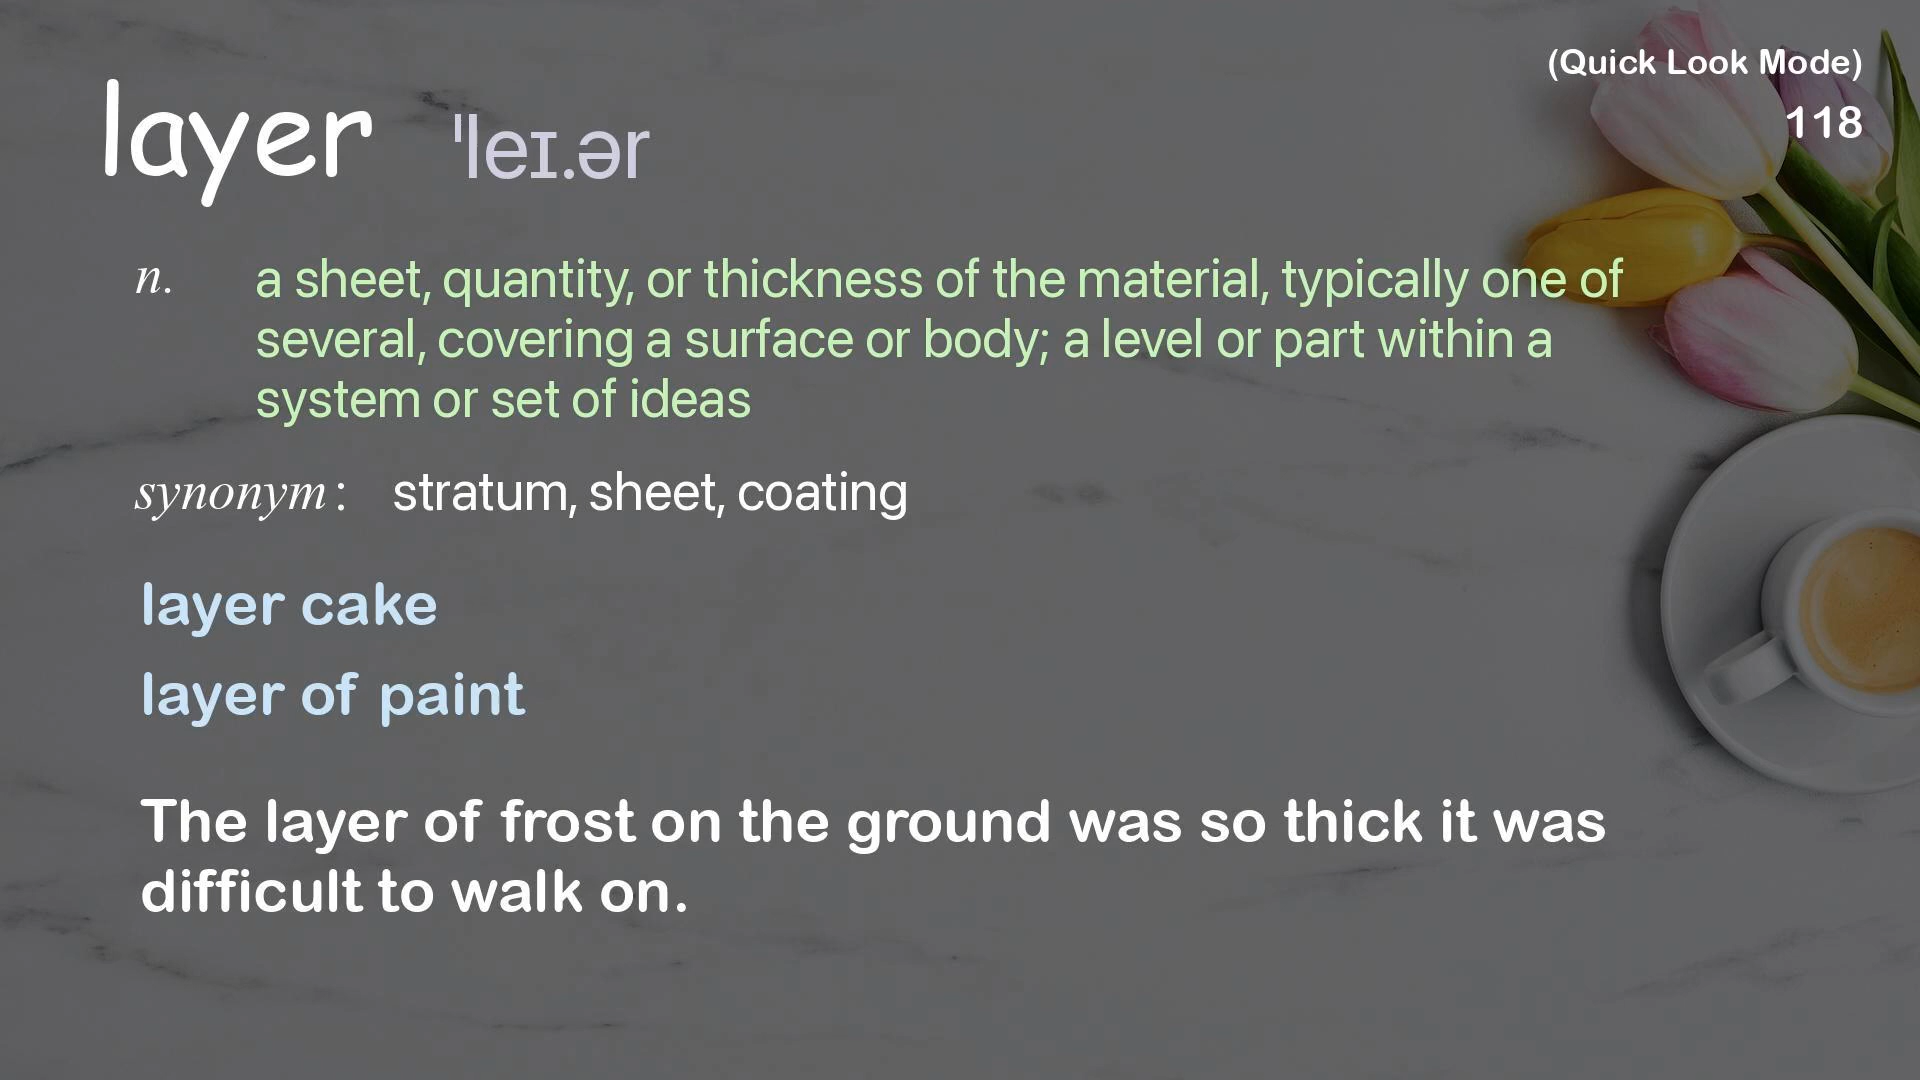 (Quick Look Mode)
118
layer ˈleɪ.ər
n. a sheet, quantity, or thickness of the material, typically one of
several, covering a surface or body; a level or part within a
system or set of ideas
synonym: stratum, sheet, coating
layer cake
layer of paint
The layer of frost on the ground was so thick it was
difficult to walk on.